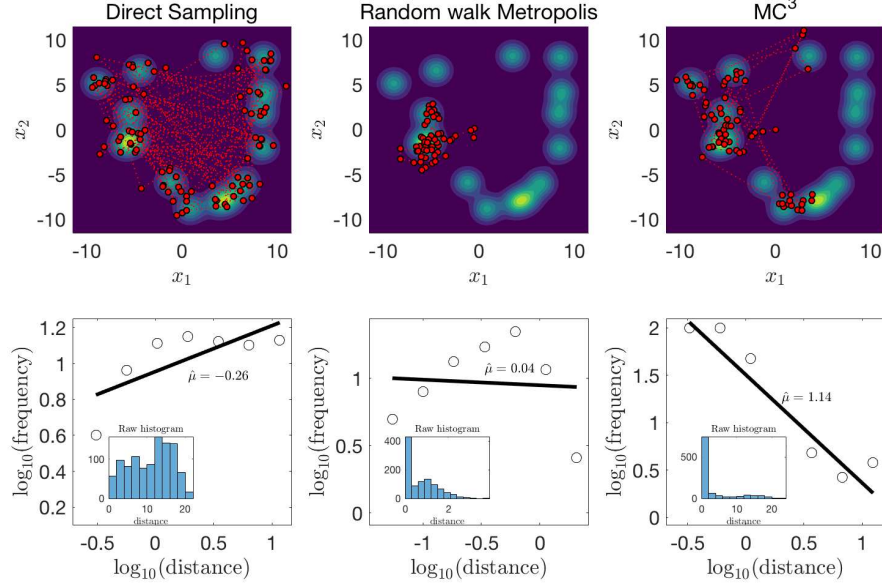 Direct Sampling
Random walk Metropolis
MC³
10
5
0
-5
-10
x₂
-10
0
10
x₁
10
5
0
-5
-10
x₂
-10
0
10
x₁
10
5
0
-5
-10
x₂
-10
0
10
x₁
1.2
1
0.8
0.6
0.4
0.2
log₁₀(frequency)
μ̂ = −0.26
Raw histogram
100
0
0
10
20
distance
-0.5
0
0.5
1
log₁₀(distance)
1
0.5
0
log₁₀(frequency)
μ̂ = 0.04
Raw histogram
400
200
0
0
2
distance
-1
0
log₁₀(distance)
2
1.5
1
0.5
0
log₁₀(frequency)
μ̂ = 1.14
Raw histogram
500
0
0
10
20
distance
-0.5
0
0.5
1
log₁₀(distance)